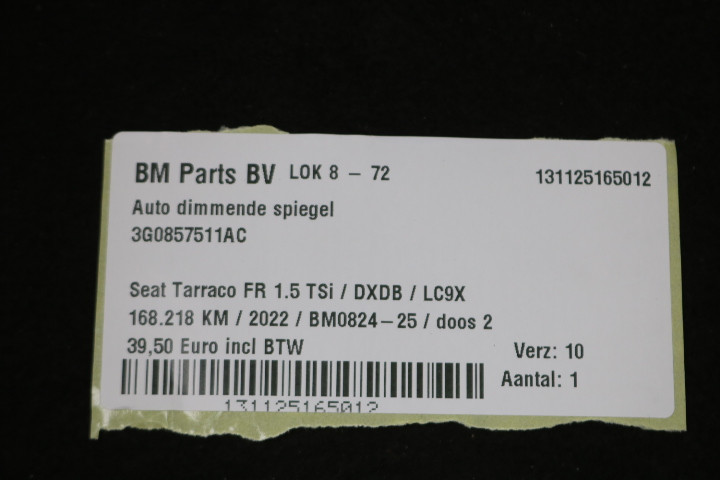 BM Parts BV LOK 8 - 72 131125165012
Auto dimmende spiegel
3G0857511AC
Seat Tarraco FR 1.5 TSi / DXDB / LC9X
168.218 KM / 2022 / BM0824-25 / doos 2
39,50 Euro incl BTW Verz: 10
Aantal: 1
131125165012